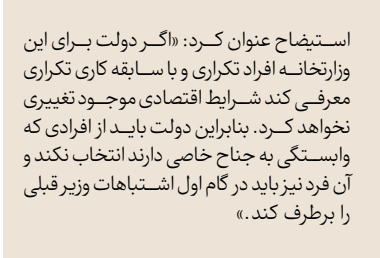 استیضاح عنوان کرد: «اگر دولت برای این
وزارتخانه افراد تکراری و با سابقه کاری تکراری
معرفی کند شرایط اقتصادی موجود تغییری
نخواهد کرد. بنابراین دولت باید از افرادی که
وابستگی به جناح خاصی دارند انتخاب نکند و
آن فرد نیز باید در گام اول اشتباهات وزیر قبلی
را برطرف کند.»